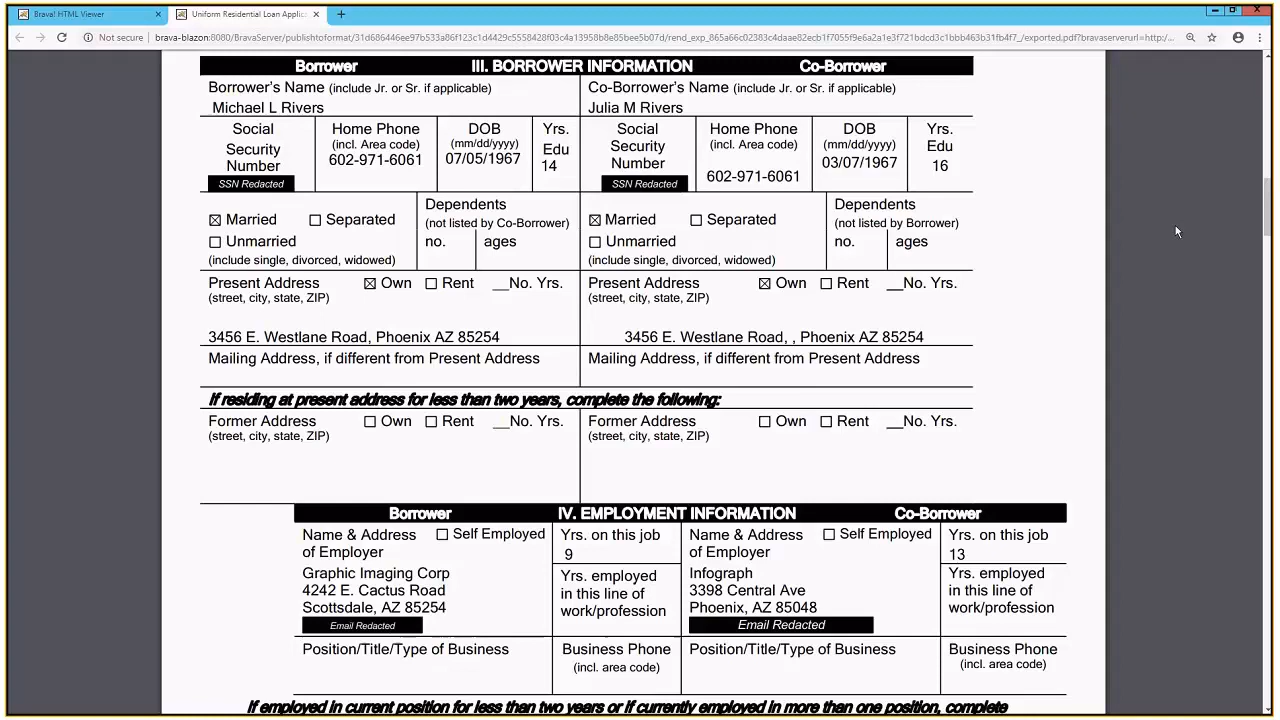 Brava! HTML Viewer
Uniform Residential Loan Applic
Not secure
brava-blazon:8080/BravaServer/publishtoformat/31d686446ee97b533a86f123c1d4429c5558428f03c4a13958b8e85bee5b07d/rend_exp_865a66c02383c4daae82ecb1f7055f9e6a2a1e3f721bdcd3c1bbb463b31fb4f7_/exported.pdf?bravaserverurl=http:/...
Borrower III. BORROWER INFORMATION Co-Borrower
Borrower's Name (include Jr. or Sr. if applicable)
Michael L Rivers
Co-Borrower's Name (include Jr. or Sr. if applicable)
Julia M Rivers
Social
Security
Number
SSN Redacted
Home Phone
(incl. Area code)
602-971-6061
DOB
(mm/dd/yyyy)
07/05/1967
Yrs.
Edu
14
Social
Security
Number
SSN Redacted
Home Phone
(incl. Area code)
602-971-6061
DOB
(mm/dd/yyyy)
03/07/1967
Yrs.
Edu
16
Married Separated
Unmarried
(include single, divorced, widowed)
Dependents
(not listed by Co-Borrower)
no. ages
Married Separated
Unmarried
(include single, divorced, widowed)
Dependents
(not listed by Borrower)
no. ages
Present Address Own Rent __No. Yrs.
(street, city, state, ZIP)
3456 E. Westlane Road, Phoenix AZ 85254
Present Address Own Rent __No. Yrs.
(street, city, state, ZIP)
3456 E. Westlane Road, , Phoenix AZ 85254
Mailing Address, if different from Present Address
Mailing Address, if different from Present Address
If residing at present address for less than two years, complete the following:
Former Address Own Rent __No. Yrs.
(street, city, state, ZIP)
Former Address Own Rent __No. Yrs.
(street, city, state, ZIP)
Borrower IV. EMPLOYMENT INFORMATION Co-Borrower
Name & Address Self Employed
of Employer
Graphic Imaging Corp
4242 E. Cactus Road
Scottsdale, AZ 85254
Email Redacted
Yrs. on this job
9
Yrs. employed
in this line of
work/profession
Name & Address Self Employed
of Employer
Infograph
3398 Central Ave
Phoenix, AZ 85048
Email Redacted
Yrs. on this job
13
Yrs. employed
in this line of
work/profession
Position/Title/Type of Business
Business Phone
(incl. area code)
Position/Title/Type of Business
Business Phone
(incl. area code)
If employed in current position for less than two years or if currently employed in more than one position, complete